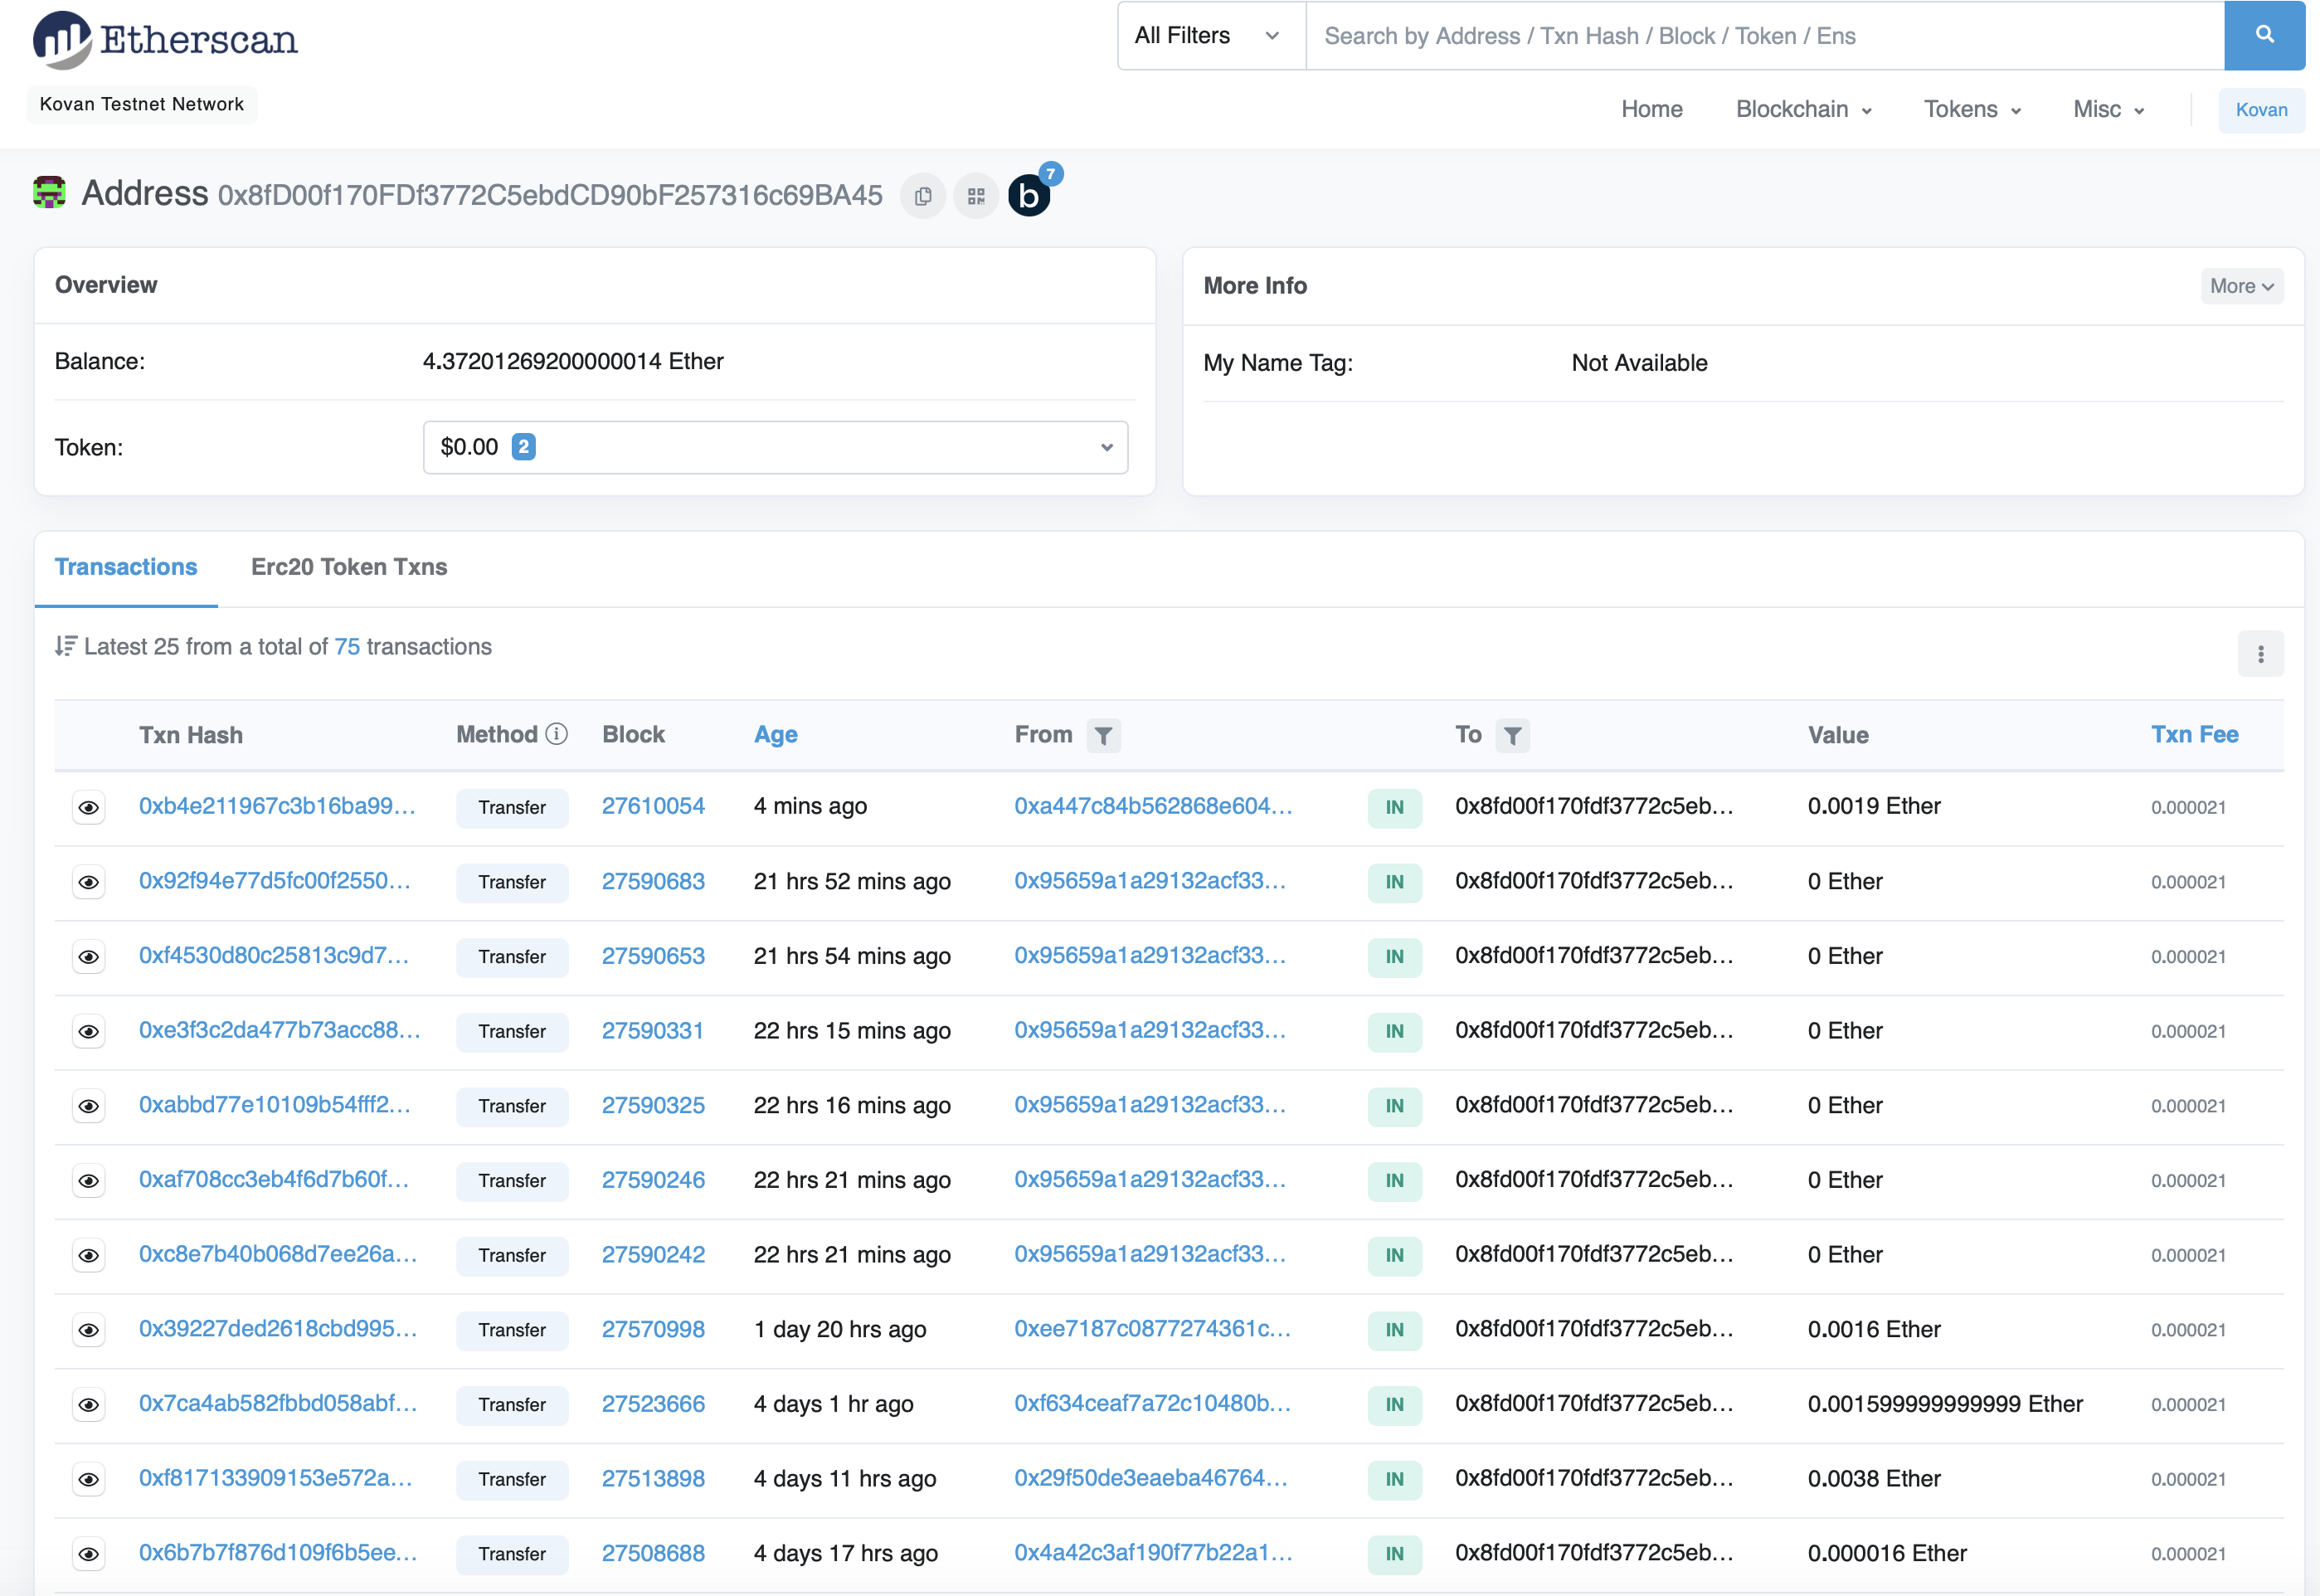 Etherscan
All Filters
Search by Address / Txn Hash / Block / Token / Ens
Kovan Testnet Network
Home Blockchain Tokens Misc Kovan
Address 0x8fD00f170FDf3772C5ebdCD90bF257316c69BA45 b 7
Overview
Balance: 4.37201269200000014 Ether
Token: $0.00 2
More Info More
My Name Tag: Not Available
Transactions Erc20 Token Txns
Latest 25 from a total of 75 transactions
Txn Hash Method Block Age From To Value Txn Fee
0xb4e211967c3b16ba99... Transfer 27610054 4 mins ago 0xa447c84b562868e604... IN 0x8fd00f170fdf3772c5eb... 0.0019 Ether 0.000021
0x92f94e77d5fc00f2550... Transfer 27590683 21 hrs 52 mins ago 0x95659a1a29132acf33... IN 0x8fd00f170fdf3772c5eb... 0 Ether 0.000021
0xf4530d80c25813c9d7... Transfer 27590653 21 hrs 54 mins ago 0x95659a1a29132acf33... IN 0x8fd00f170fdf3772c5eb... 0 Ether 0.000021
0xe3f3c2da477b73acc88... Transfer 27590331 22 hrs 15 mins ago 0x95659a1a29132acf33... IN 0x8fd00f170fdf3772c5eb... 0 Ether 0.000021
0xabbd77e10109b54fff2... Transfer 27590325 22 hrs 16 mins ago 0x95659a1a29132acf33... IN 0x8fd00f170fdf3772c5eb... 0 Ether 0.000021
0xaf708cc3eb4f6d7b60f... Transfer 27590246 22 hrs 21 mins ago 0x95659a1a29132acf33... IN 0x8fd00f170fdf3772c5eb... 0 Ether 0.000021
0xc8e7b40b068d7ee26a... Transfer 27590242 22 hrs 21 mins ago 0x95659a1a29132acf33... IN 0x8fd00f170fdf3772c5eb... 0 Ether 0.000021
0x39227ded2618cbd995... Transfer 27570998 1 day 20 hrs ago 0xee7187c0877274361c... IN 0x8fd00f170fdf3772c5eb... 0.0016 Ether 0.000021
0x7ca4ab582fbbd058abf... Transfer 27523666 4 days 1 hr ago 0xf634ceaf7a72c10480b... IN 0x8fd00f170fdf3772c5eb... 0.001599999999999 Ether 0.000021
0xf817133909153e572a... Transfer 27513898 4 days 11 hrs ago 0x29f50de3eaeba46764... IN 0x8fd00f170fdf3772c5eb... 0.0038 Ether 0.000021
0x6b7b7f876d109f6b5ee... Transfer 27508688 4 days 17 hrs ago 0x4a42c3af190f77b22a1... IN 0x8fd00f170fdf3772c5eb... 0.000016 Ether 0.000021